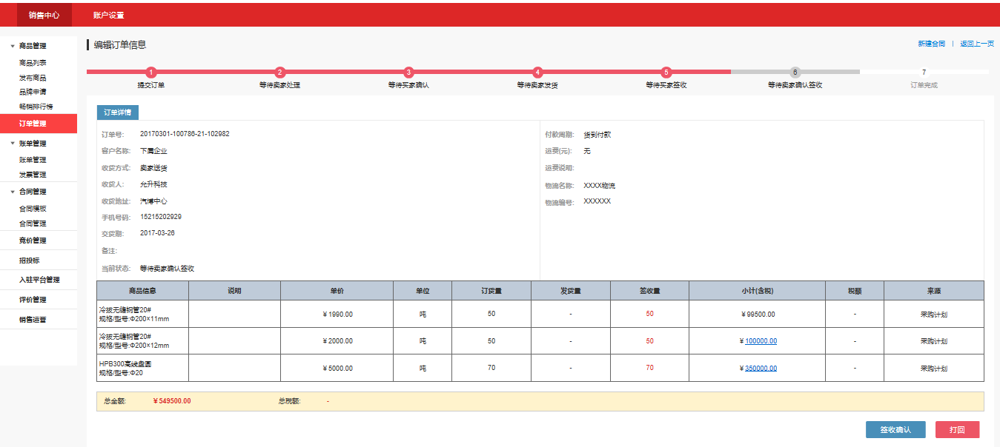 销售中心 账户设置
商品管理
商品列表
发布商品
品牌申请
畅销排行榜
订单管理
账单管理
账单管理
发票管理
合同管理
合同模板
合同管理
竞价管理
招投标
入驻平台管理
评价管理
销售运营
编辑订单信息 新建合同 | 返回上一页
1 2 3 4 5 6 7
提交订单 等待卖家处理 等待买家确认 等待卖家发货 等待买家签收 等待卖家确认签收 订单完成
订单详情
订单号: 20170301-100786-21-102982
客户名称: 下属企业
收货方式: 卖家送货
收货人: 允升科技
收货地址: 汽博中心
手机号码: 15215202929
交货期: 2017-03-26
备注:
当前状态: 等待卖家确认签收
付款周期: 货到付款
运费(元): 无
运费说明:
物流名称: XXXX物流
物流编号: XXXXXX
商品信息 说明 单价 单位 订货量 发货量 签收量 小计(含税) 税额 来源
冷拔无缝钢管20#
规格/型号:Φ200×11mm ¥1990.00 吨 50 - 50 ¥99500.00 - 采购计划
冷拔无缝钢管20#
规格/型号:Φ200×12mm ¥2000.00 吨 50 - 50 ¥100000.00 - 采购计划
HPB300高线盘圆
规格/型号:Φ20 ¥5000.00 吨 70 - 70 ¥350000.00 - 采购计划
总金额: ¥549500.00 总税额: -
签收确认 打回